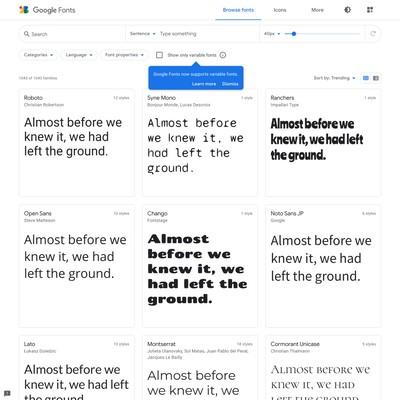 Google Fonts
Browse fonts
Icons
More
Search
Sentence
Type something
40px
Categories
Language
Font properties
Show only variable fonts
Google Fonts now supports variable fonts.
Learn more
Dismiss
Sort by: Trending
Roboto
12 styles
Christian Robertson
Almost before we
knew it, we had
left the ground.
Syne Mono
1 style
Bonjour Monde, Lucas Descroix
Almost before
we knew it, we
had left the
ground.
Ranchers
1 style
Impallari Type
Almost before we
knew it, we had left
the ground.
Open Sans
10 styles
Steve Matteson
Almost before we
knew it, we had
left the ground.
Chango
1 style
Fontstage
Almost
before we
knew it, we
had left the
ground.
Noto Sans JP
6 styles
Google
Almost before we
knew it, we had
left the ground.
Lato
10 styles
Łukasz Dziedzic
Almost before we
knew it, we had left
Montserrat
18 styles
Julieta Ulanovsky, Sol Matas, Juan Pablo del Peral,
Jacques Le Bailly
Almost before
we knew it, we
Cormorant Unicase
5 styles
Christian Thalmann
Almost before we
knew it, we had
left the ground.